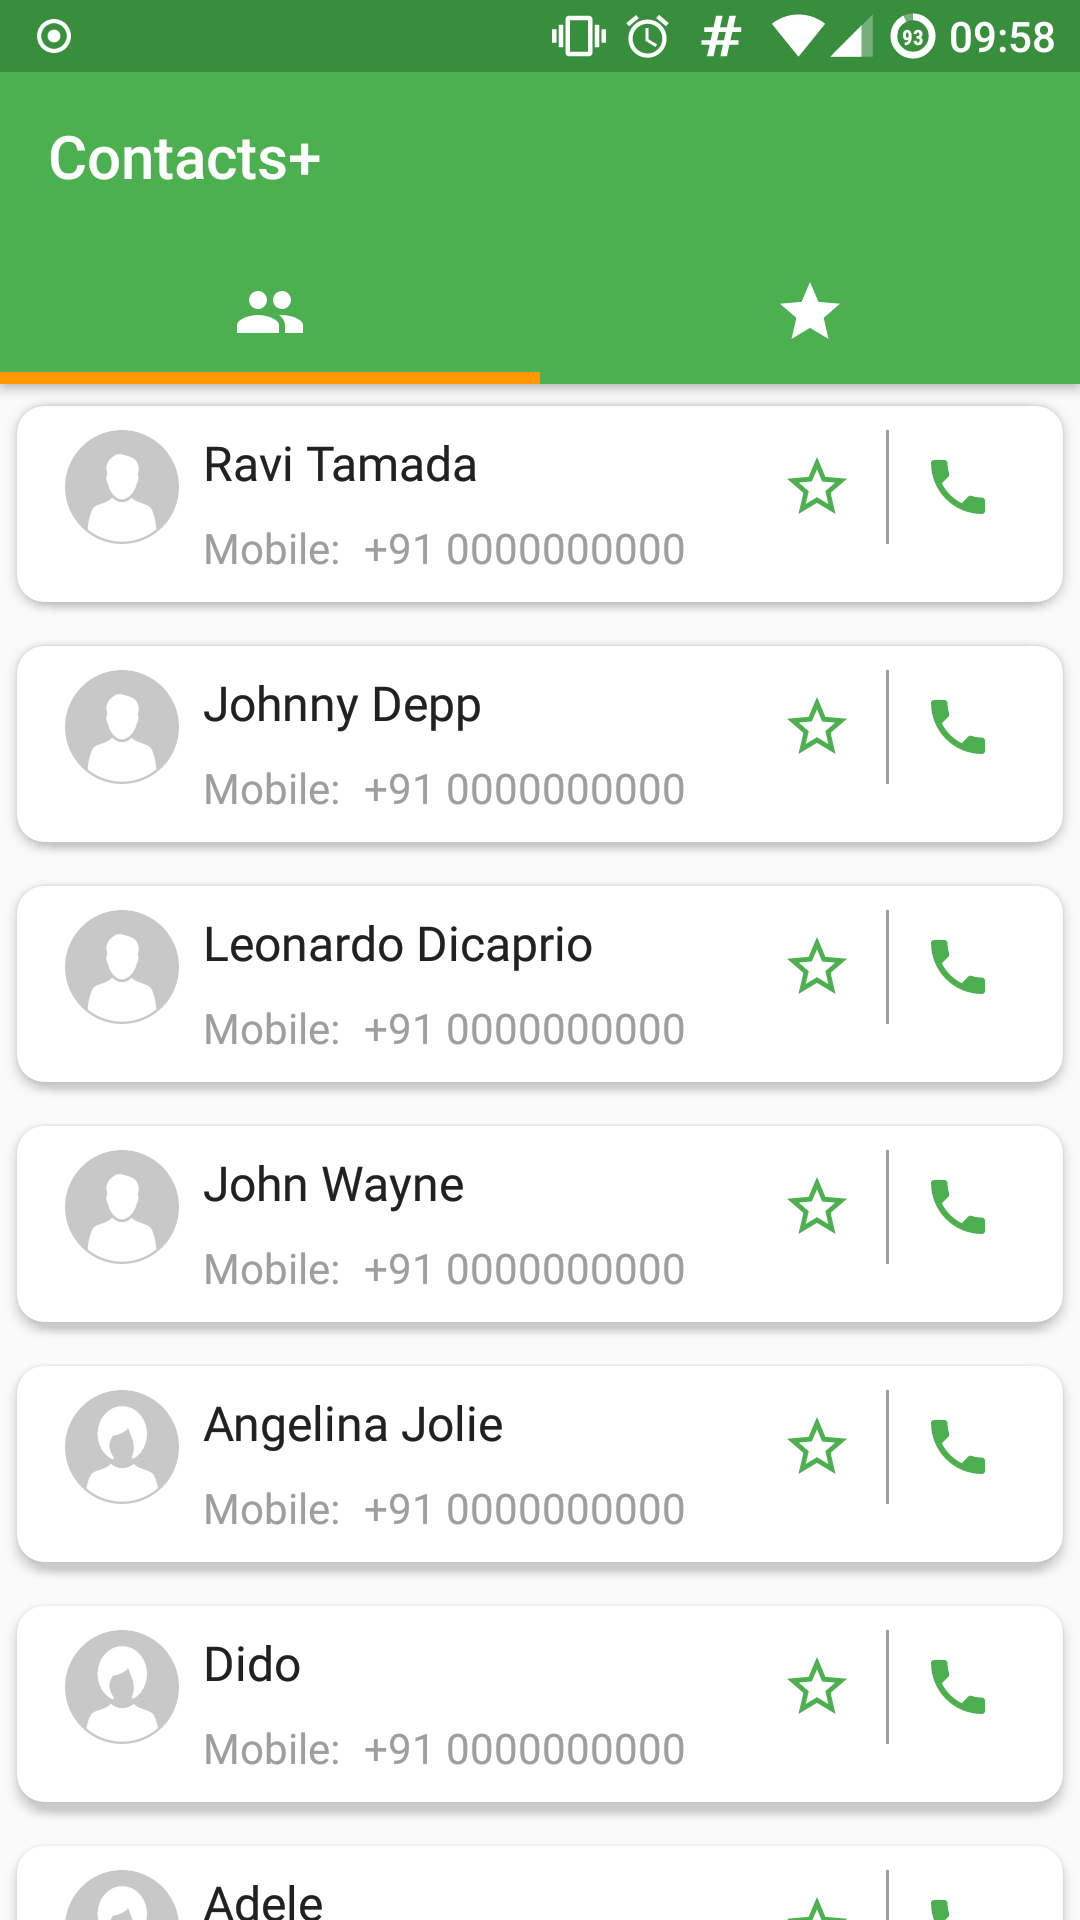 93 09:58
Contacts+
Ravi Tamada
Mobile: +91 0000000000
Johnny Depp
Mobile: +91 0000000000
Leonardo Dicaprio
Mobile: +91 0000000000
John Wayne
Mobile: +91 0000000000
Angelina Jolie
Mobile: +91 0000000000
Dido
Mobile: +91 0000000000
Adele